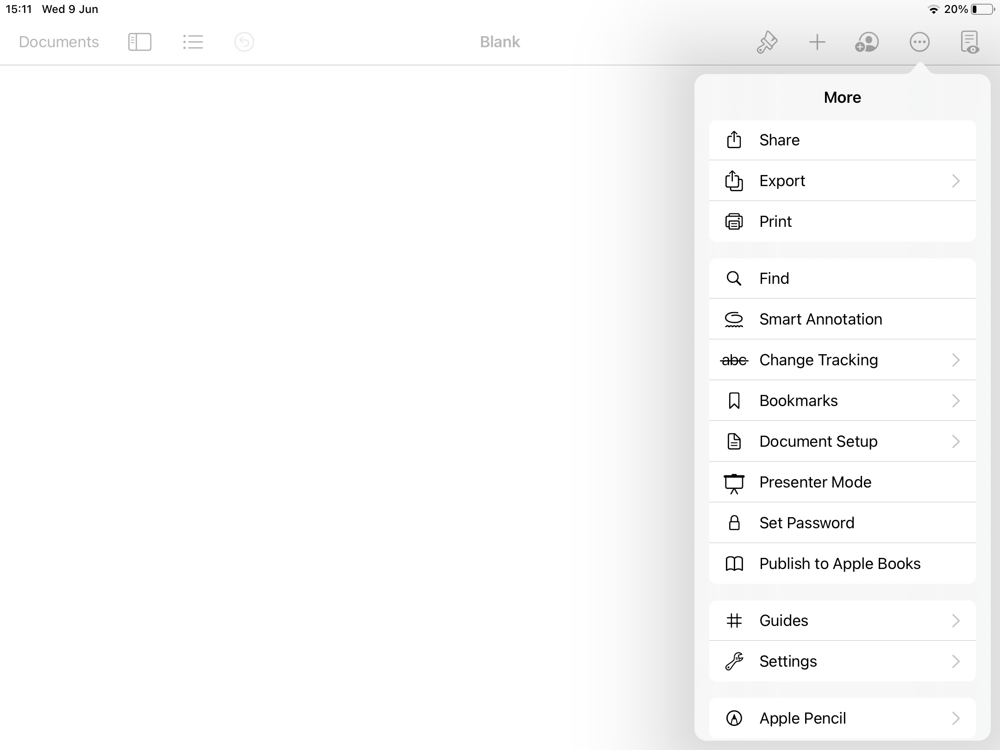 15:11 Wed 9 Jun 20%
Documents Blank
More
Share
Export
Print
Find
Smart Annotation
abc Change Tracking
Bookmarks
Document Setup
Presenter Mode
Set Password
Publish to Apple Books
Guides
Settings
Apple Pencil